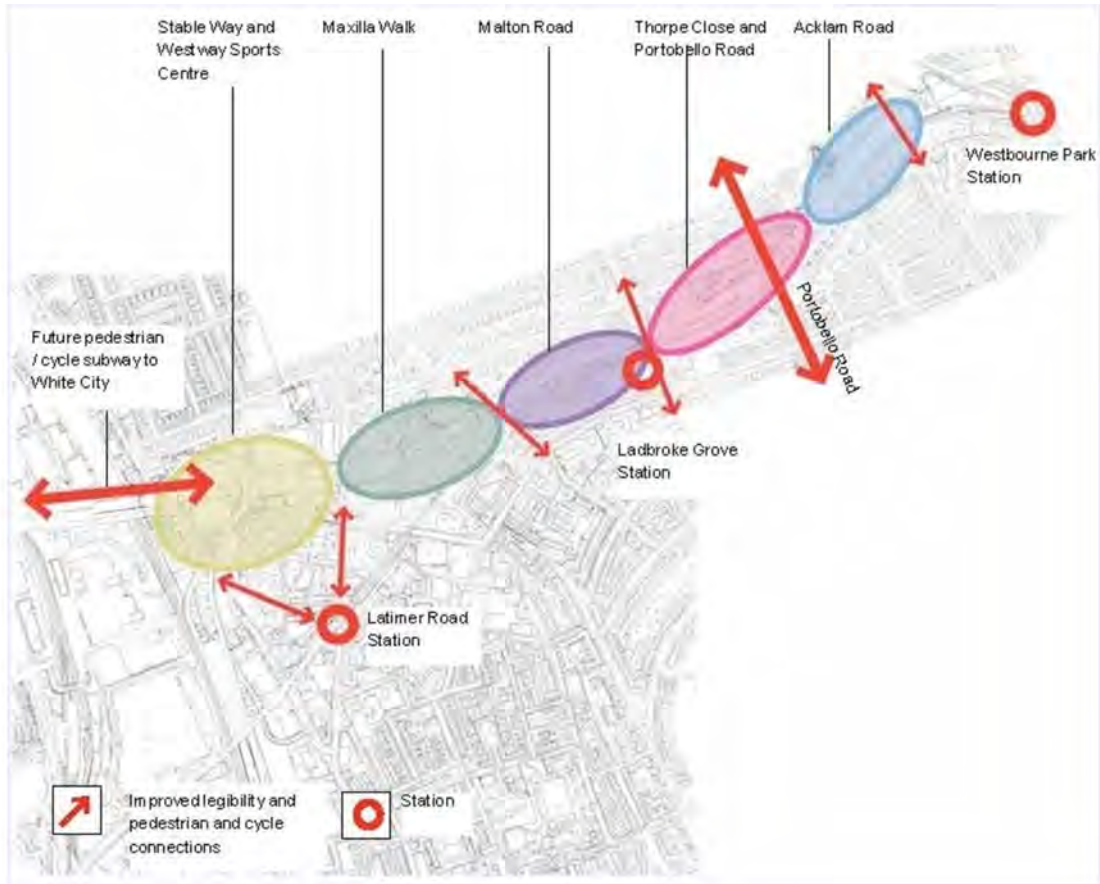 Stable Way and
Westway Sports
Centre
Maxilla Walk
Malton Road
Thorpe Close and
Portobello Road
Acklam Road
Westbourne Park
Station
Portobello Road
Future pedestrian
/ cycle subway to
White City
Ladbroke Grove
Station
Latimer Road
Station
Improved legibility and
pedestrian and cycle
connections
Station